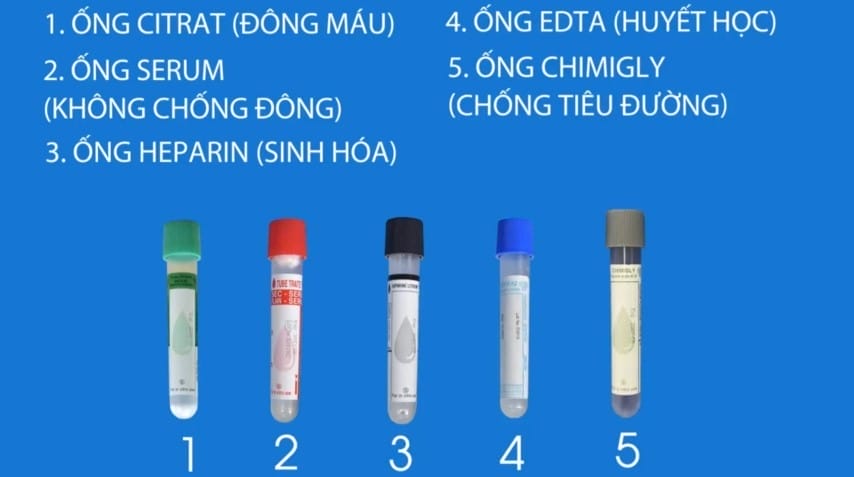 1. ỐNG CITRAT (ĐÔNG MÁU)
2. ỐNG SERUM
(KHÔNG CHỐNG ĐÔNG)
3. ỐNG HEPARIN (SINH HÓA)
4. ỐNG EDTA (HUYẾT HỌC)
5. ỐNG CHIMIGLY
(CHỐNG TIÊU ĐƯỜNG)
TUBE
CHIMIGLY
1 2 3 4 5